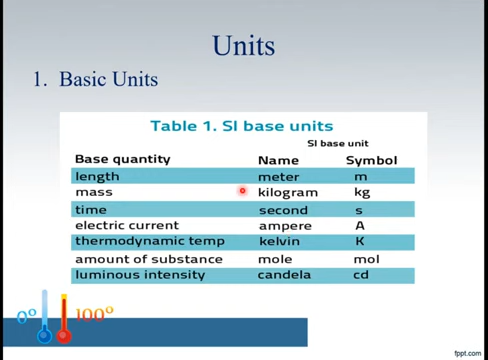 Units
1. Basic Units
Table 1. SI base units
SI base unit
Base quantity Name Symbol
length meter m
mass kilogram kg
time second s
electric current ampere A
thermodynamic temp kelvin K
amount of substance mole mol
luminous intensity candela cd
0° 100°
fppt.com